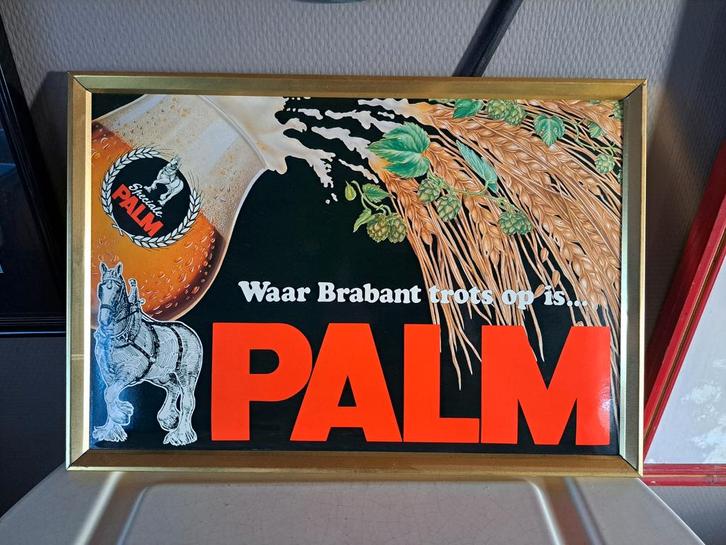 Speciale
PALM
Waar Brabant trots op is...
PALM